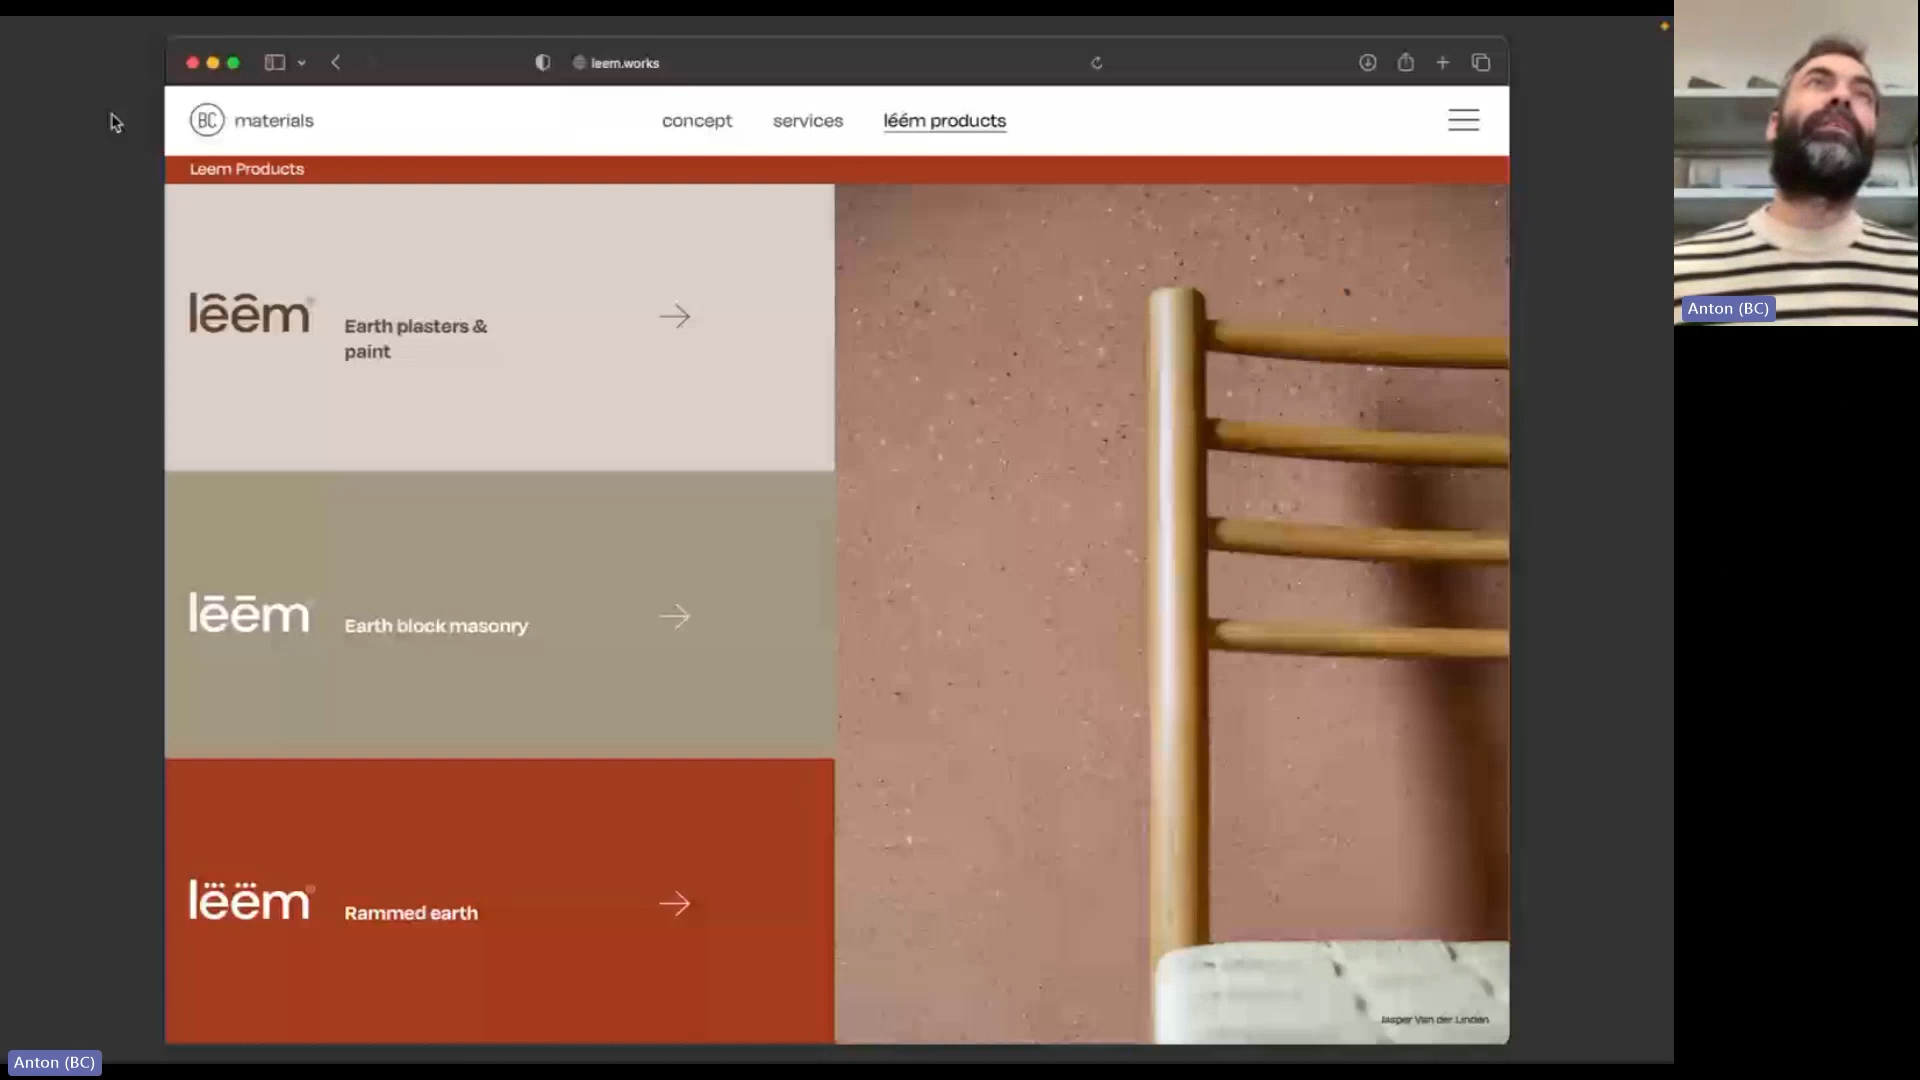 leem.works
BC materials
concept
services
léém products
Leem Products
lêêm®
Earth plasters &
paint
lēēm
Earth block masonry
lëëm®
Rammed earth
Jasper Van der Linden
Anton (BC)
Anton (BC)